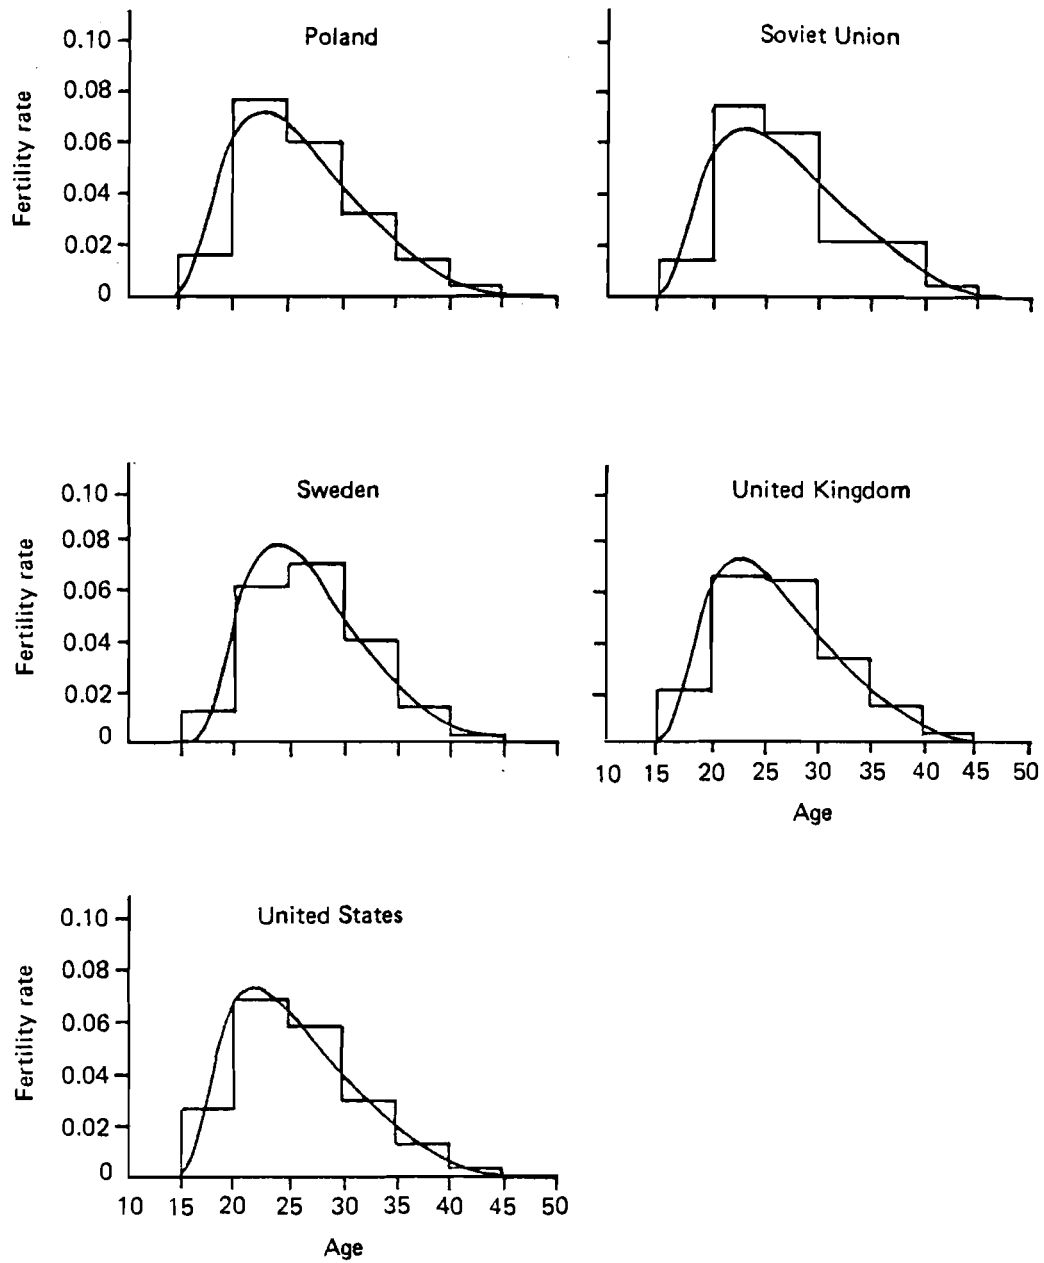 Poland
Fertility rate
0.10
0.08
0.06
0.04
0.02
0
Soviet Union
Sweden
Fertility rate
0.10
0.08
0.06
0.04
0.02
0
United Kingdom
10 15 20 25 30 35 40 45 50
Age
United States
Fertility rate
0.10
0.08
0.06
0.04
0.02
0
10 15 20 25 30 35 40 45 50
Age